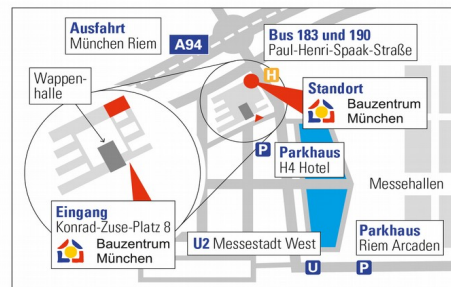 Ausfahrt
München Riem
A94
Bus 183 und 190
Paul-Henri-Spaak-Straße
H
Wappen-
halle
Standort
Bauzentrum
München
P
Parkhaus
H4 Hotel
Messehallen
Eingang
Konrad-Zuse-Platz 8
Bauzentrum
München
U2 Messestadt West
Parkhaus
Riem Arcaden
U
P